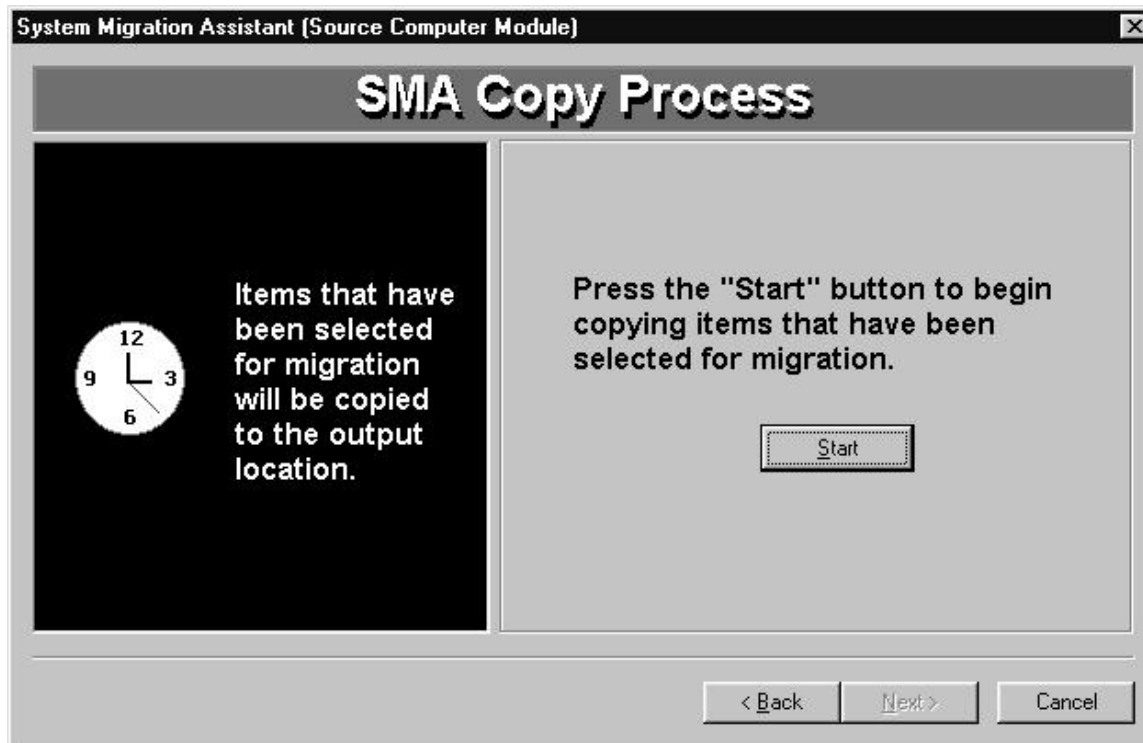 System Migration Assistant (Source Computer Module)
SMA Copy Process
12
9
3
6
Items that have
been selected
for migration
will be copied
to the output
location.
Press the "Start" button to begin
copying items that have been
selected for migration.
Start
< Back
Next >
Cancel